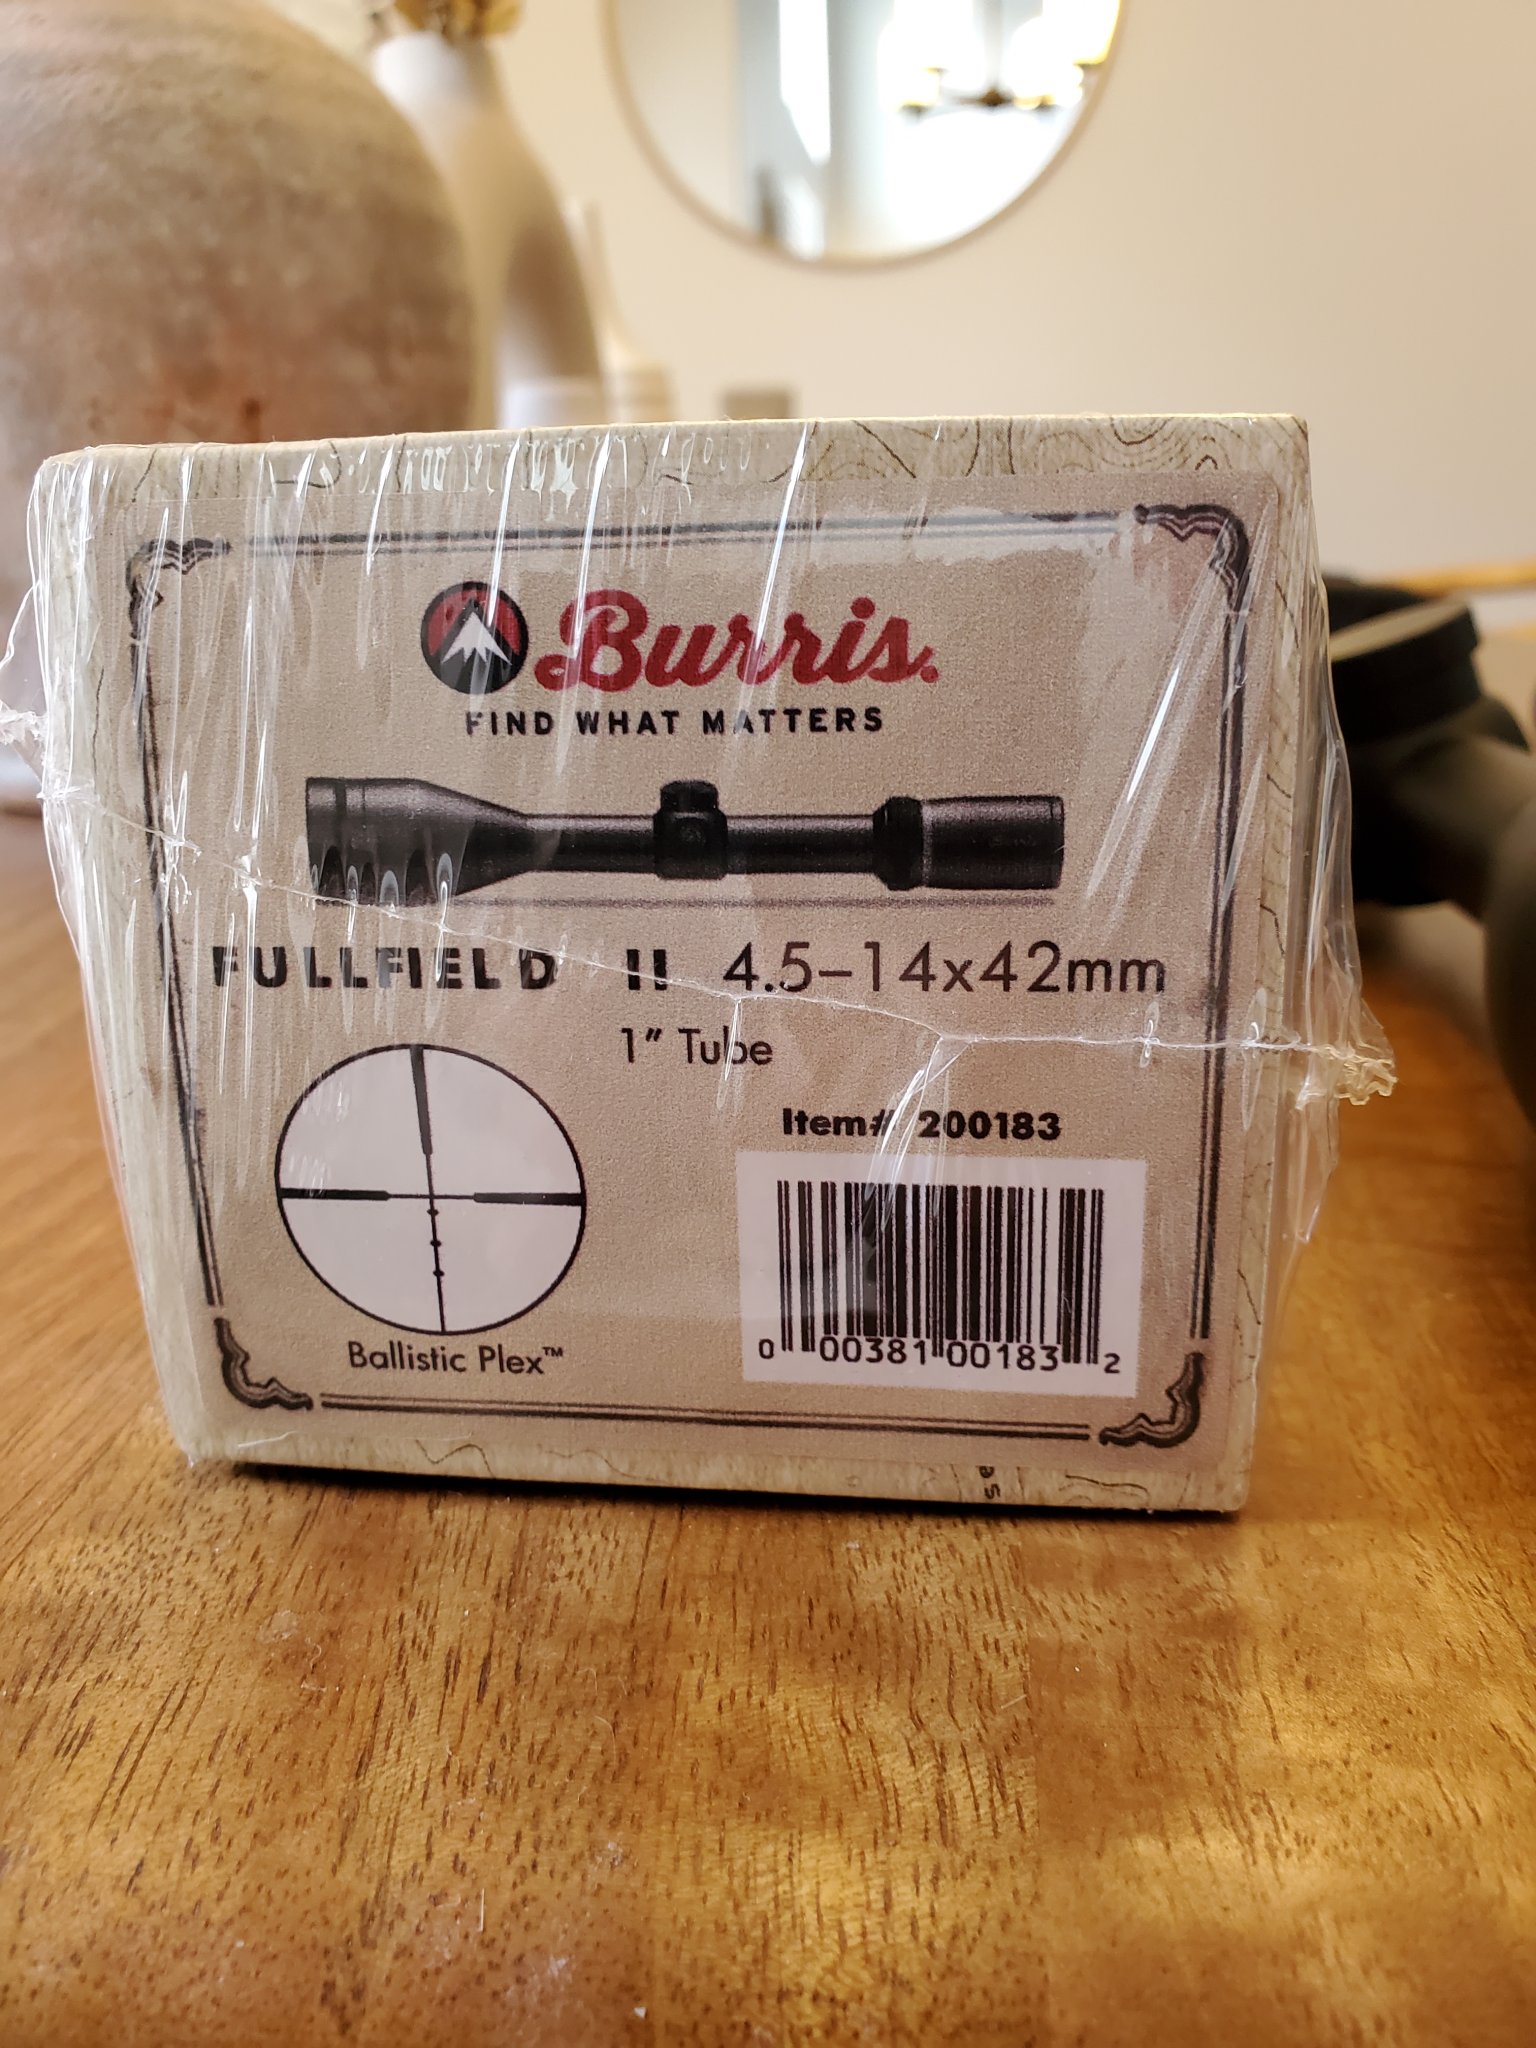 Burris.
FIND WHAT MATTERS
FULLFIELD II 4.5-14x42mm
1" Tube
Item# 200183
Ballistic Plex™
0 00381 00183 2